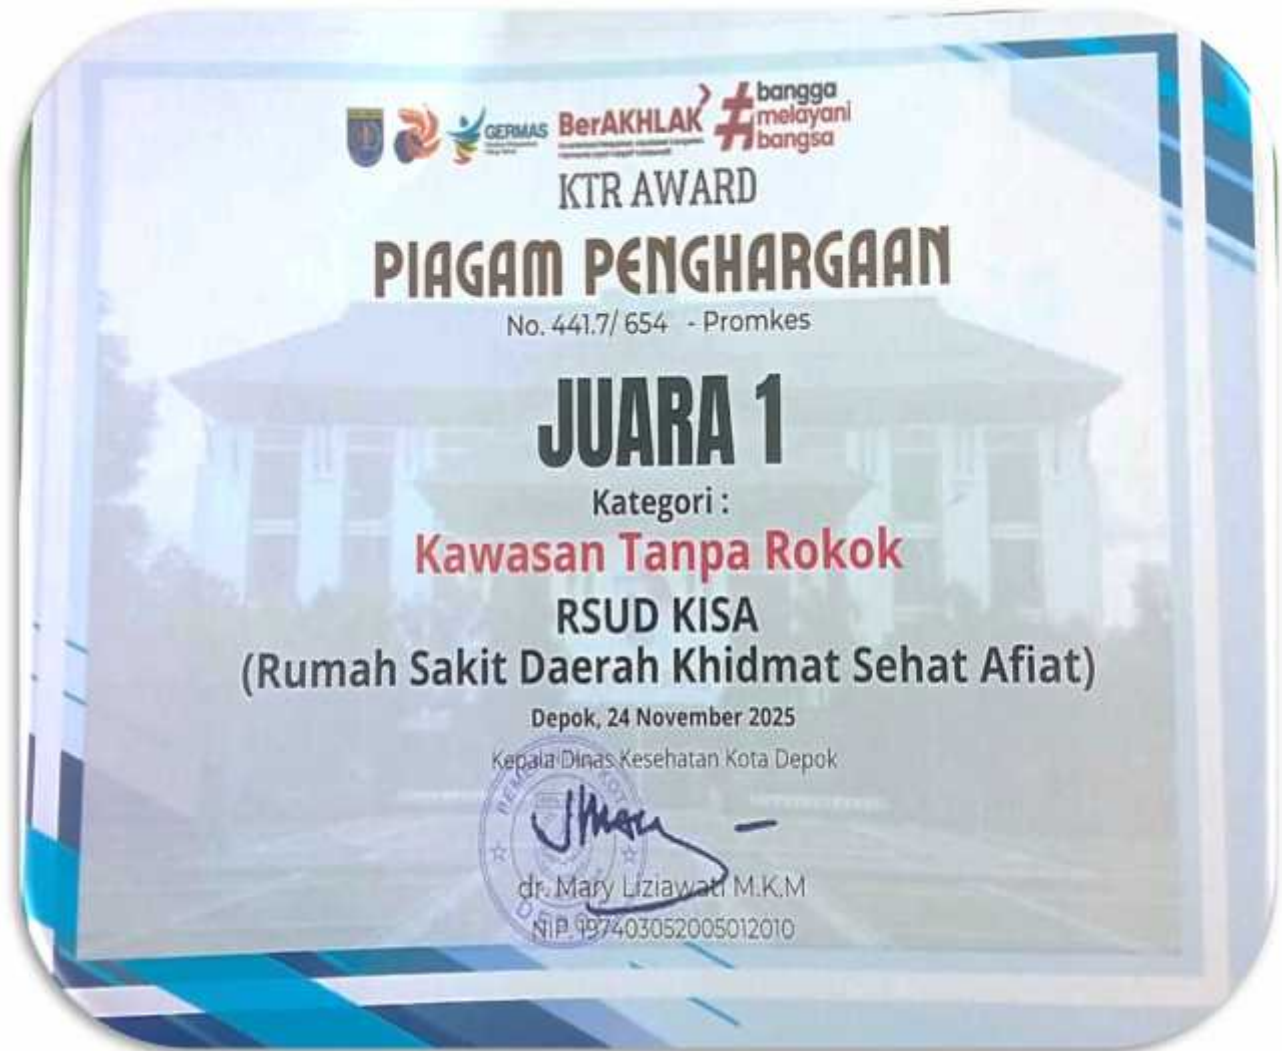 GERMAS
BerAKHLAK
#bangga
melayani
bangsa
KTR AWARD
PIAGAM PENGHARGAAN
No. 441.7/ 654 - Promkes
JUARA 1
Kategori :
Kawasan Tanpa Rokok
RSUD KISA
(Rumah Sakit Daerah Khidmat Sehat Afiat)
Depok, 24 November 2025
Kepala Dinas Kesehatan Kota Depok
dr. Mary Liziawati M.K.M
NIP. 197403052005012010